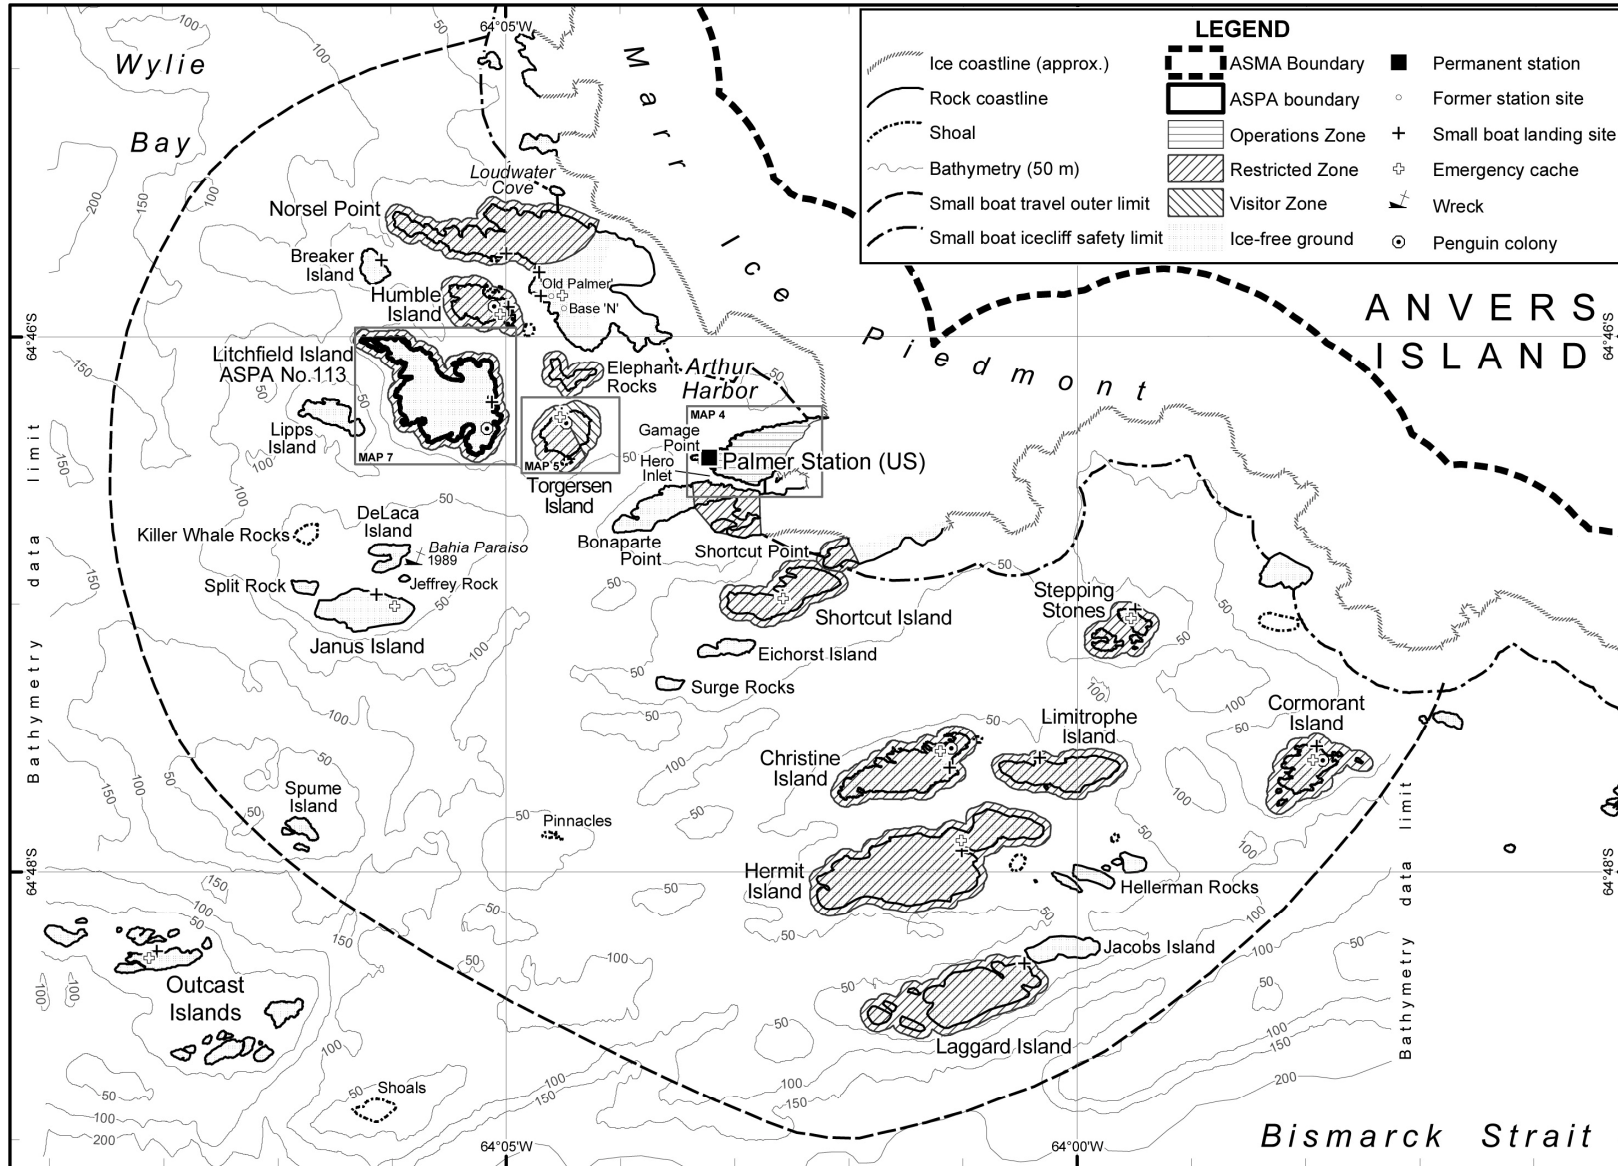 64°05'W
Wylie
Bay
Marr Ice Piedmont
LEGEND
Ice coastline (approx.)
Rock coastline
Shoal
Bathymetry (50 m)
Small boat travel outer limit
Small boat icecliff safety limit
ASMA Boundary
ASPA boundary
Operations Zone
Restricted Zone
Visitor Zone
Ice-free ground
Permanent station
Former station site
Small boat landing site
Emergency cache
Wreck
Penguin colony
ANVERS
ISLAND
Loudwater
Cove
Norsel Point
Breaker
Island
Humble
Island
'Old Palmer'
Base 'N'
64°46'S
64°46'S
Litchfield Island
ASPA No.113
Elephant
Rocks
Arthur
Harbor
MAP 4
Gamage
Point
Hero
Inlet
Palmer Station (US)
Lipps
Island
MAP 7
MAP 5
Torgersen
Island
Bonaparte
Point
Shortcut Point
Killer Whale Rocks
DeLaca
Island
Bahia Paraiso
1989
Split Rock
Jeffrey Rock
Janus Island
Shortcut Island
Stepping
Stones
Eichorst Island
Surge Rocks
Cormorant
Island
Limitrophe
Island
Christine
Island
Spume
Island
Pinnacles
Hermit
Island
Hellerman Rocks
64°48'S
64°48'S
Outcast
Islands
Jacobs Island
Laggard Island
Shoals
Bathymetry data limit
Bathymetry data limit
64°05'W
64°00'W
Bismarck Strait
50
100
150
200